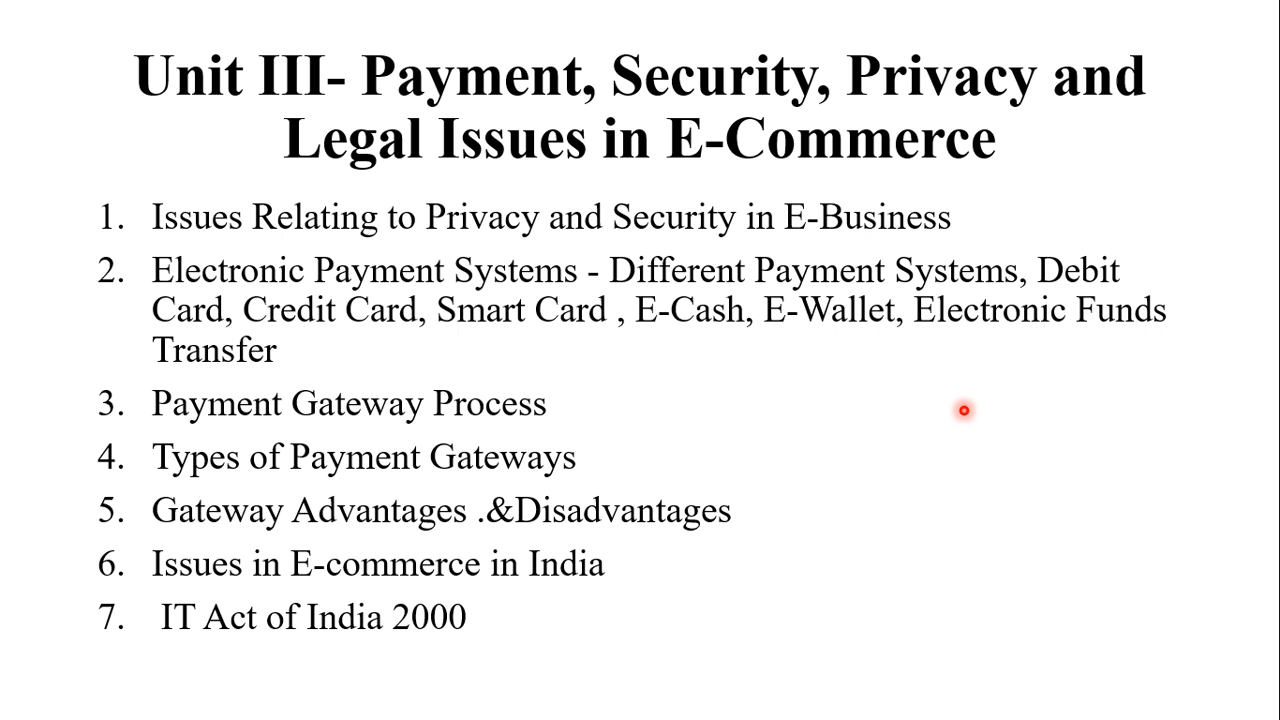 Unit III- Payment, Security, Privacy and
Legal Issues in E-Commerce
1. Issues Relating to Privacy and Security in E-Business
2. Electronic Payment Systems - Different Payment Systems, Debit
Card, Credit Card, Smart Card , E-Cash, E-Wallet, Electronic Funds
Transfer
3. Payment Gateway Process
4. Types of Payment Gateways
5. Gateway Advantages .&Disadvantages
6. Issues in E-commerce in India
7. IT Act of India 2000